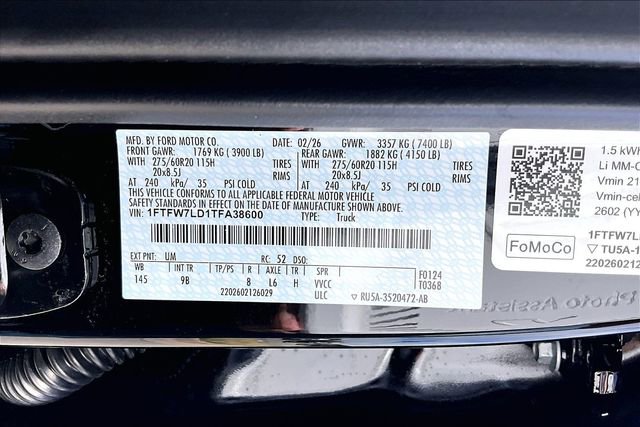 MFD. BY FORD MOTOR CO. DATE: 02/26 GVWR: 3357 KG (7400 LB)
FRONT GAWR: 1769 KG (3900 LB) REAR GAWR: 1882 KG (4150 LB)
WITH 275/60R20 115H TIRES WITH 275/60R20 115H TIRES
20x8.5J RIMS 20x8.5J RIMS
AT 240 kPa/ 35 PSI COLD AT 240 kPa/ 35 PSI COLD
THIS VEHICLE CONFORMS TO ALL APPLICABLE FEDERAL MOTOR VEHICLE
SAFETY STANDARDS IN EFFECT ON THE DATE OF MANUFACTURE SHOWN ABOVE.
VIN: 1FTFW7LD1TFA38600 TYPE: Truck
EXT PNT: UM RC: 52 DSO:
WB INT TR TP/PS R AXLE TR SPR F0124
145 9B 8 L6 H VVCC T0368
2202602126029 ULC ▽ RU5A-3520472-AB
1.5 kWh
Li MM-C
Vmin 21
Vmin-cel
2602 (YY
1FTFW7L
FoMoCo ▽ TU5A-1
220260212
Photo Assistant